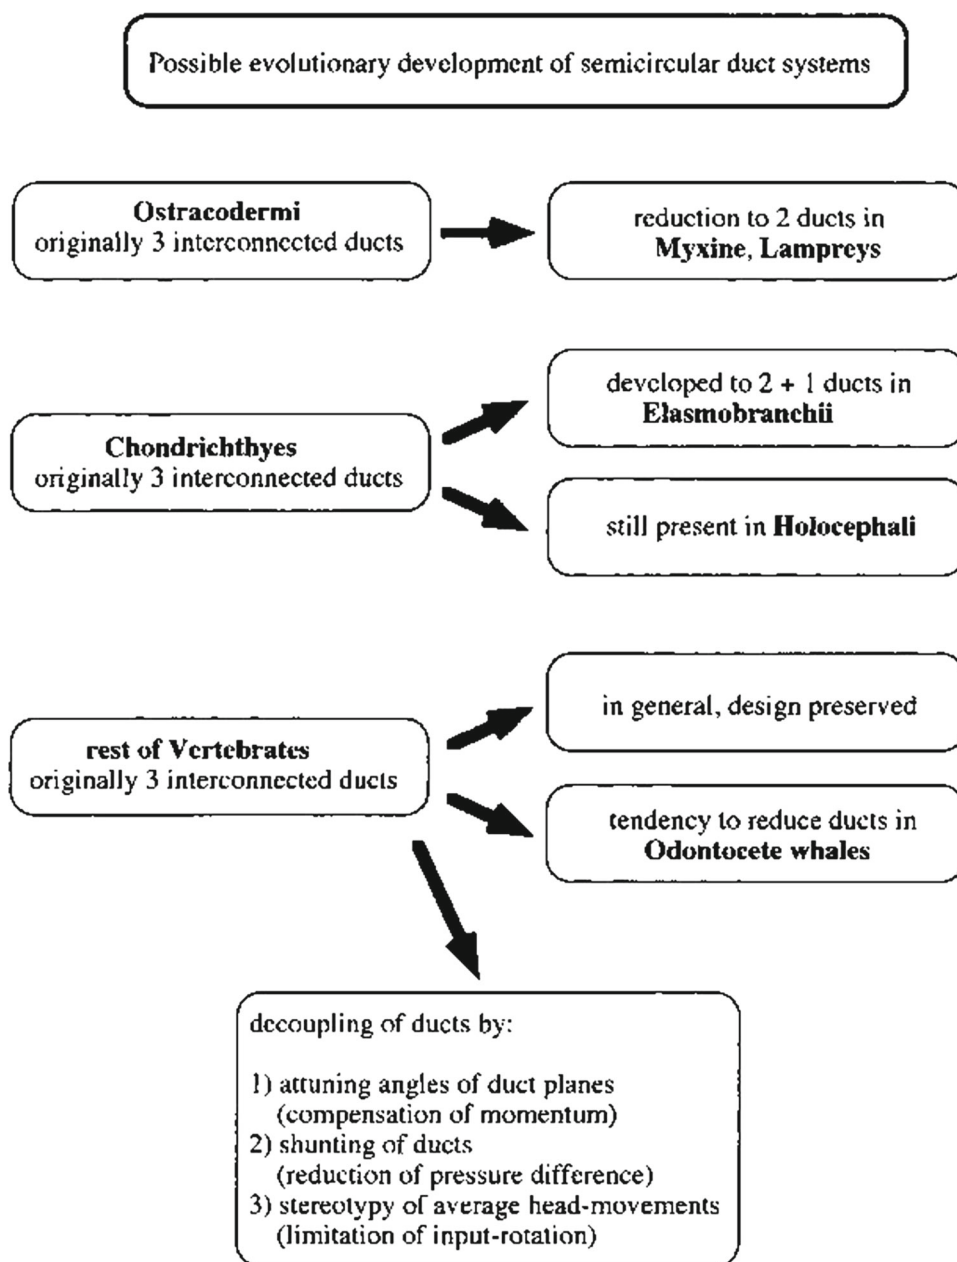 Possible evolutionary development of semicircular duct systems
Ostracodermi
originally 3 interconnected ducts
reduction to 2 ducts in
Myxine, Lampreys
Chondrichthyes
originally 3 interconnected ducts
developed to 2 + 1 ducts in
Elasmobranchii
still present in Holocephali
rest of Vertebrates
originally 3 interconnected ducts
in general, design preserved
tendency to reduce ducts in
Odontocete whales
decoupling of ducts by:
1) attuning angles of duct planes
(compensation of momentum)
2) shunting of ducts
(reduction of pressure difference)
3) stereotypy of average head-movements
(limitation of input-rotation)